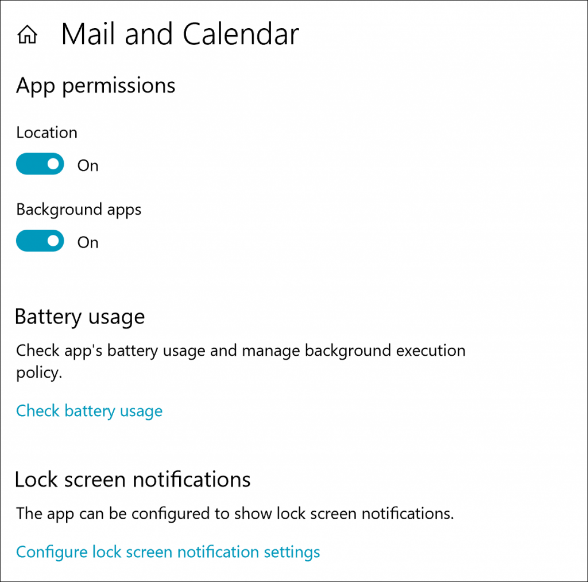 Mail and Calendar
App permissions
Location
On
Background apps
On
Battery usage
Check app's battery usage and manage background execution
policy.
Check battery usage
Lock screen notifications
The app can be configured to show lock screen notifications.
Configure lock screen notification settings